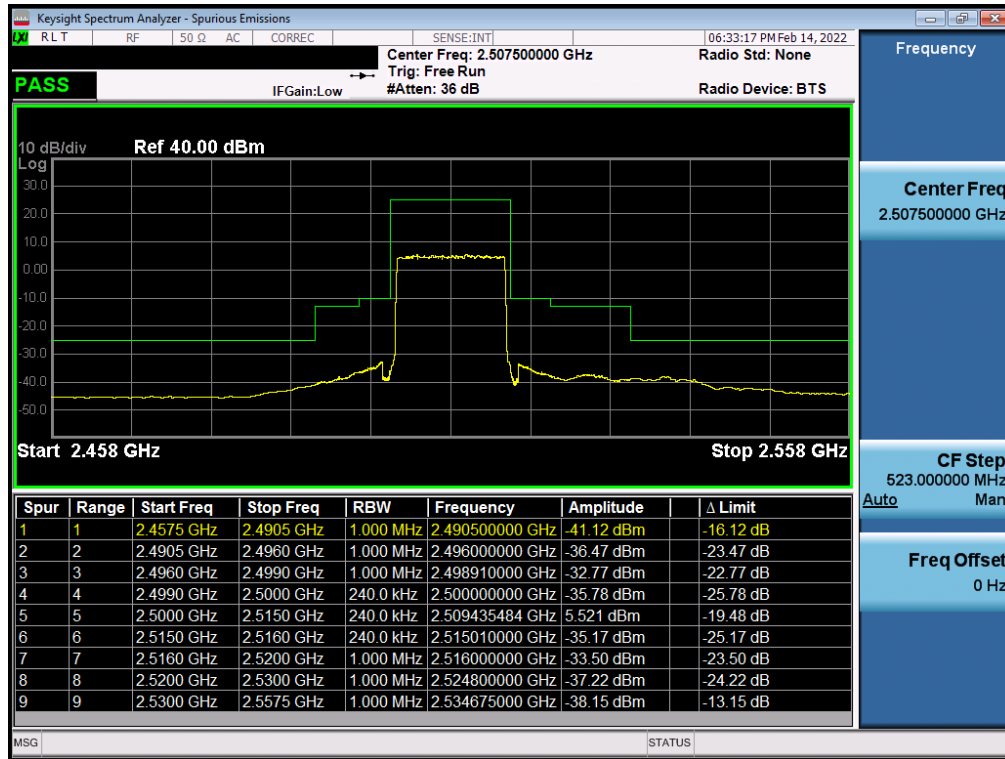 Keysight Spectrum Analyzer - Spurious Emissions
LXI RLT RF 50 Ω AC CORREC SENSE:INT 06:33:17 PM Feb 14, 2022
Center Freq: 2.507500000 GHz Radio Std: None
Trig: Free Run
PASS IFGain:Low #Atten: 36 dB Radio Device: BTS
10 dB/div Ref 40.00 dBm
Log
30.0
20.0
10.0
0.00
-10.0
-20.0
-30.0
-40.0
-50.0
Start 2.458 GHz Stop 2.558 GHz
Spur Range Start Freq Stop Freq RBW Frequency Amplitude Δ Limit
1 1 2.4575 GHz 2.4905 GHz 1.000 MHz 2.490500000 GHz -41.12 dBm -16.12 dB
2 2 2.4905 GHz 2.4960 GHz 1.000 MHz 2.496000000 GHz -36.47 dBm -23.47 dB
3 3 2.4960 GHz 2.4990 GHz 1.000 MHz 2.498910000 GHz -32.77 dBm -22.77 dB
4 4 2.4990 GHz 2.5000 GHz 240.0 kHz 2.500000000 GHz -35.78 dBm -25.78 dB
5 5 2.5000 GHz 2.5150 GHz 240.0 kHz 2.509435484 GHz 5.521 dBm -19.48 dB
6 6 2.5150 GHz 2.5160 GHz 240.0 kHz 2.515010000 GHz -35.17 dBm -25.17 dB
7 7 2.5160 GHz 2.5200 GHz 1.000 MHz 2.516000000 GHz -33.50 dBm -23.50 dB
8 8 2.5200 GHz 2.5300 GHz 1.000 MHz 2.524800000 GHz -37.22 dBm -24.22 dB
9 9 2.5300 GHz 2.5575 GHz 1.000 MHz 2.534675000 GHz -38.15 dBm -13.15 dB
MSG STATUS
Frequency
Center Freq
2.507500000 GHz
CF Step
523.000000 MHz
Auto Man
Freq Offset
0 Hz